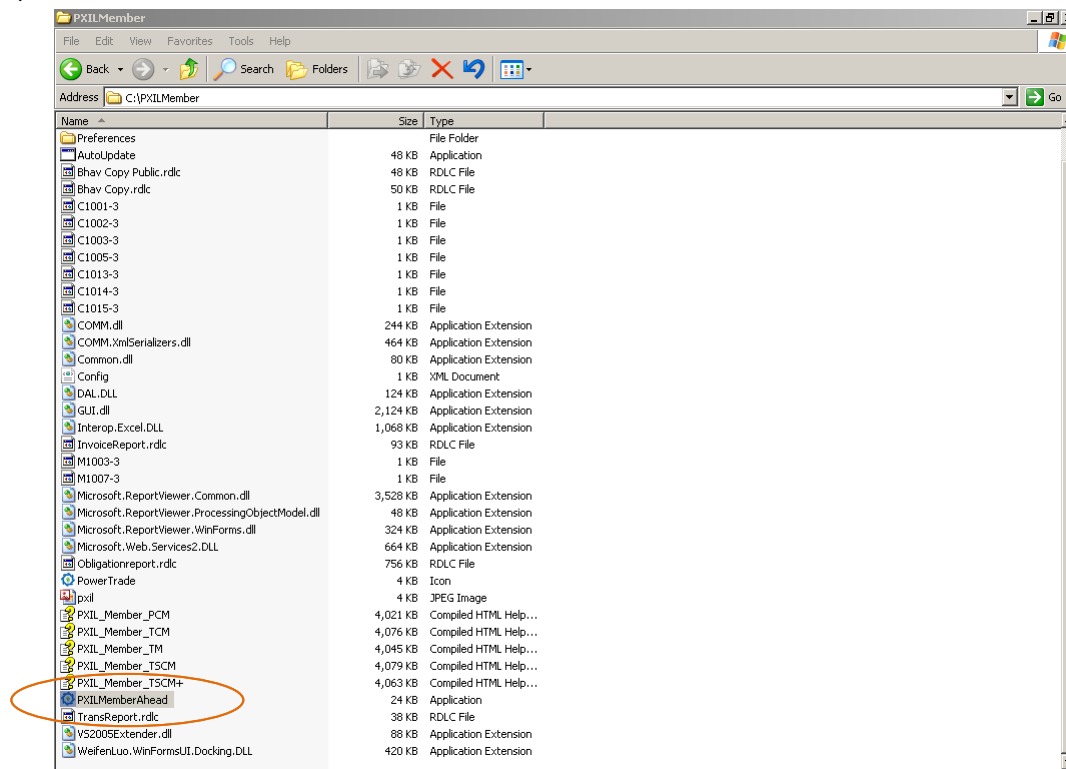 PXILMember
File Edit View Favorites Tools Help
Back Search Folders
Address C:\PXILMember Go
Name Size Type
Preferences File Folder
AutoUpdate 48 KB Application
Bhav Copy Public.rdlc 48 KB RDLC File
Bhav Copy.rdlc 50 KB RDLC File
C1001-3 1 KB File
C1002-3 1 KB File
C1003-3 1 KB File
C1005-3 1 KB File
C1013-3 1 KB File
C1014-3 1 KB File
C1015-3 1 KB File
COMM.dll 244 KB Application Extension
COMM.XmlSerializers.dll 464 KB Application Extension
Common.dll 80 KB Application Extension
Config 1 KB XML Document
DAL.DLL 124 KB Application Extension
GUI.dll 2,124 KB Application Extension
Interop.Excel.DLL 1,068 KB Application Extension
InvoiceReport.rdlc 93 KB RDLC File
M1003-3 1 KB File
M1007-3 1 KB File
Microsoft.ReportViewer.Common.dll 3,528 KB Application Extension
Microsoft.ReportViewer.ProcessingObjectModel.dll 48 KB Application Extension
Microsoft.ReportViewer.WinForms.dll 324 KB Application Extension
Microsoft.Web.Services2.DLL 664 KB Application Extension
Obligationreport.rdlc 756 KB RDLC File
PowerTrade 4 KB Icon
pxil 4 KB JPEG Image
PXIL_Member_PCM 4,021 KB Compiled HTML Help...
PXIL_Member_TCM 4,076 KB Compiled HTML Help...
PXIL_Member_TM 4,045 KB Compiled HTML Help...
PXIL_Member_TSCM 4,079 KB Compiled HTML Help...
PXIL_Member_TSCM+ 4,063 KB Compiled HTML Help...
PXILMemberAhead 24 KB Application
TransReport.rdlc 38 KB RDLC File
VS2005Extender.dll 88 KB Application Extension
WeifenLuo.WinFormsUI.Docking.DLL 420 KB Application Extension